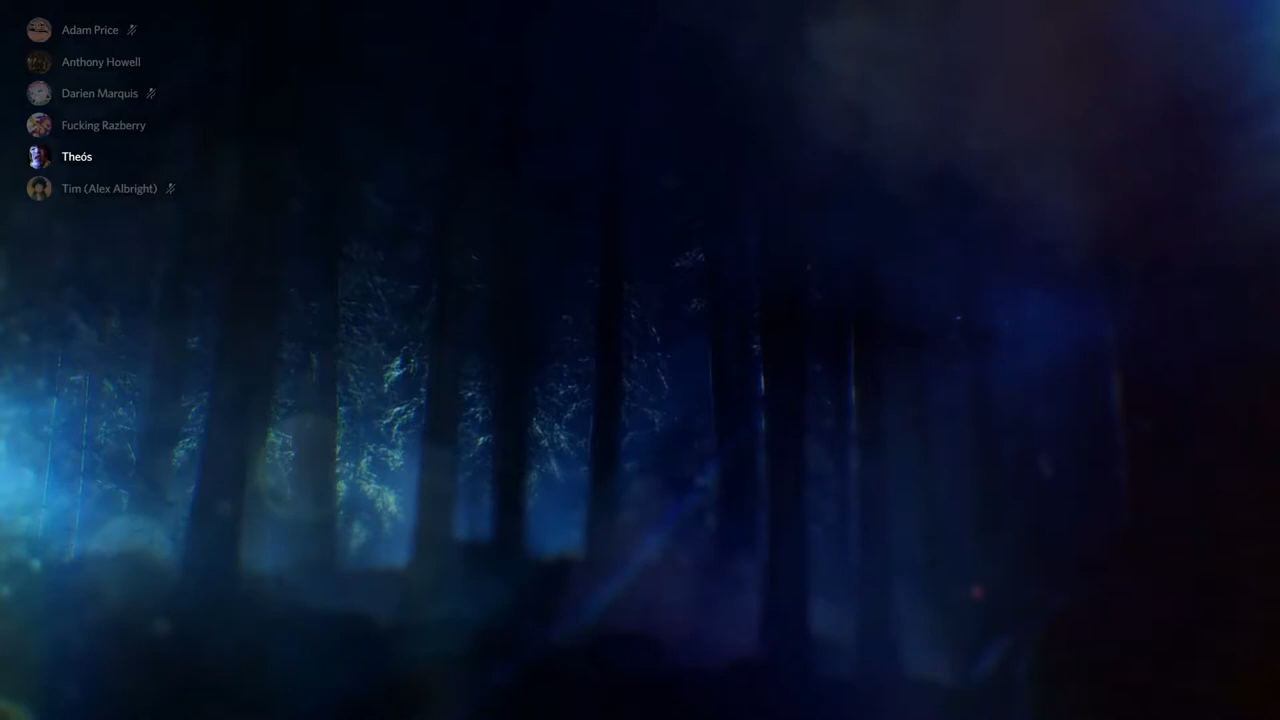 Adam Price
Anthony Howell
Darien Marquis
Fucking Razberry
Theós
Tim (Alex Albright)